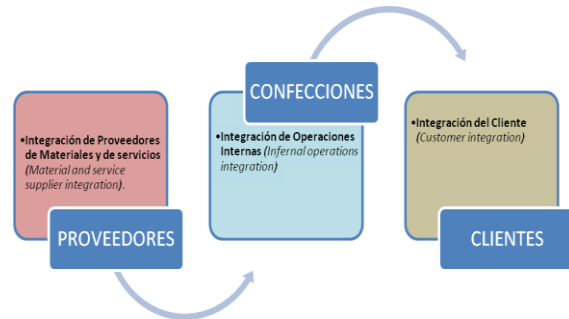 •Integración de Proveedores
de Materiales y de servicios
(Material and service
supplier integration).
PROVEEDORES
CONFECCIONES
•Integración de Operaciones
Internas (Infernal operations
integration)
•Integración del Cliente
(Customer integration)
CLIENTES